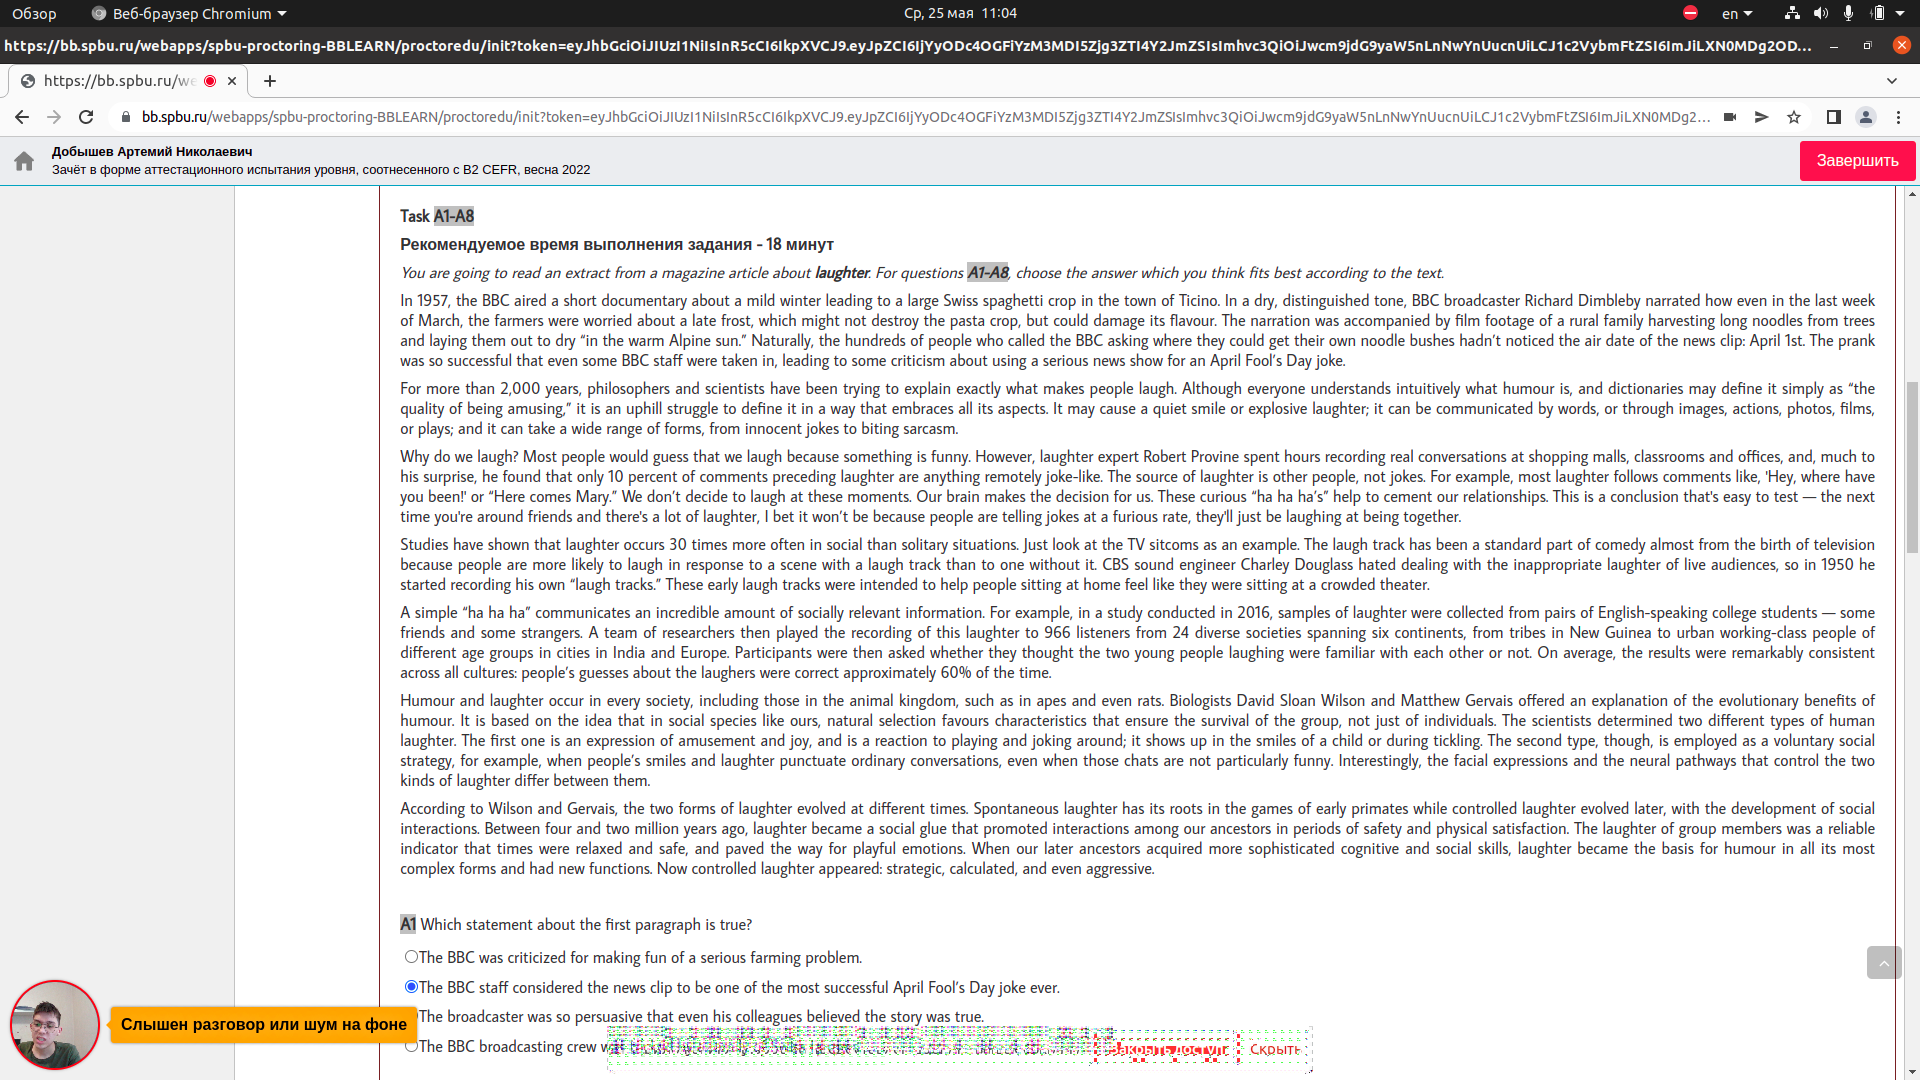 Обзор
Веб-браузер Chromium
Ср, 25 мая 11:04
en
https://bb.spbu.ru/webapps/spbu-proctoring-BBLEARN/proctoredu/init?token=eyJhbGciOiJIUzI1NiIsInR5cCI6IkpXVCJ9.eyJpZCI6IjYyODc4OGFiYzM3MDI5Zjg3ZTI4Y2JmZSIsImhvc3QiOiJwcm9jdG9yaW5nLnNwYnUucnUiLCJ1c2VybmFtZSI6ImJiLXN0MDg2OD...
https://bb.spbu.ru/we
bb.spbu.ru/webapps/spbu-proctoring-BBLEARN/proctoredu/init?token=eyJhbGciOiJIUzI1NiIsInR5cCI6IkpXVCJ9.eyJpZCI6IjYyODc4OGFiYzM3MDI5Zjg3ZTI4Y2JmZSIsImhvc3QiOiJwcm9jdG9yaW5nLnNwYnUucnUiLCJ1c2VybmFtZSI6ImJiLXN0MDg2...
Добышев Артемий Николаевич
Зачёт в форме аттестационного испытания уровня, соотнесенного с B2 CEFR, весна 2022
Завершить
Task A1-A8
Рекомендуемое время выполнения задания - 18 минут
You are going to read an extract from a magazine article about laughter. For questions A1-A8, choose the answer which you think fits best according to the text.
In 1957, the BBC aired a short documentary about a mild winter leading to a large Swiss spaghetti crop in the town of Ticino. In a dry, distinguished tone, BBC broadcaster Richard Dimbleby narrated how even in the last week
of March, the farmers were worried about a late frost, which might not destroy the pasta crop, but could damage its flavour. The narration was accompanied by film footage of a rural family harvesting long noodles from trees
and laying them out to dry “in the warm Alpine sun.” Naturally, the hundreds of people who called the BBC asking where they could get their own noodle bushes hadn’t noticed the air date of the news clip: April 1st. The prank
was so successful that even some BBC staff were taken in, leading to some criticism about using a serious news show for an April Fool’s Day joke.
For more than 2,000 years, philosophers and scientists have been trying to explain exactly what makes people laugh. Although everyone understands intuitively what humour is, and dictionaries may define it simply as “the
quality of being amusing,” it is an uphill struggle to define it in a way that embraces all its aspects. It may cause a quiet smile or explosive laughter; it can be communicated by words, or through images, actions, photos, films,
or plays; and it can take a wide range of forms, from innocent jokes to biting sarcasm.
Why do we laugh? Most people would guess that we laugh because something is funny. However, laughter expert Robert Provine spent hours recording real conversations at shopping malls, classrooms and offices, and, much to
his surprise, he found that only 10 percent of comments preceding laughter are anything remotely joke-like. The source of laughter is other people, not jokes. For example, most laughter follows comments like, 'Hey, where have
you been!' or “Here comes Mary.” We don’t decide to laugh at these moments. Our brain makes the decision for us. These curious “ha ha ha’s” help to cement our relationships. This is a conclusion that's easy to test — the next
time you're around friends and there's a lot of laughter, I bet it won’t be because people are telling jokes at a furious rate, they'll just be laughing at being together.
Studies have shown that laughter occurs 30 times more often in social than solitary situations. Just look at the TV sitcoms as an example. The laugh track has been a standard part of comedy almost from the birth of television
because people are more likely to laugh in response to a scene with a laugh track than to one without it. CBS sound engineer Charley Douglass hated dealing with the inappropriate laughter of live audiences, so in 1950 he
started recording his own “laugh tracks.” These early laugh tracks were intended to help people sitting at home feel like they were sitting at a crowded theater.
A simple “ha ha ha” communicates an incredible amount of socially relevant information. For example, in a study conducted in 2016, samples of laughter were collected from pairs of English-speaking college students — some
friends and some strangers. A team of researchers then played the recording of this laughter to 966 listeners from 24 diverse societies spanning six continents, from tribes in New Guinea to urban working-class people of
different age groups in cities in India and Europe. Participants were then asked whether they thought the two young people laughing were familiar with each other or not. On average, the results were remarkably consistent
across all cultures: people’s guesses about the laughers were correct approximately 60% of the time.
Humour and laughter occur in every society, including those in the animal kingdom, such as in apes and even rats. Biologists David Sloan Wilson and Matthew Gervais offered an explanation of the evolutionary benefits of
humour. It is based on the idea that in social species like ours, natural selection favours characteristics that ensure the survival of the group, not just of individuals. The scientists determined two different types of human
laughter. The first one is an expression of amusement and joy, and is a reaction to playing and joking around; it shows up in the smiles of a child or during tickling. The second type, though, is employed as a voluntary social
strategy, for example, when people’s smiles and laughter punctuate ordinary conversations, even when those chats are not particularly funny. Interestingly, the facial expressions and the neural pathways that control the two
kinds of laughter differ between them.
According to Wilson and Gervais, the two forms of laughter evolved at different times. Spontaneous laughter has its roots in the games of early primates while controlled laughter evolved later, with the development of social
interactions. Between four and two million years ago, laughter became a social glue that promoted interactions among our ancestors in periods of safety and physical satisfaction. The laughter of group members was a reliable
indicator that times were relaxed and safe, and paved the way for playful emotions. When our later ancestors acquired more sophisticated cognitive and social skills, laughter became the basis for humour in all its most
complex forms and had new functions. Now controlled laughter appeared: strategic, calculated, and even aggressive.
A1 Which statement about the first paragraph is true?
The BBC was criticized for making fun of a serious farming problem.
The BBC staff considered the news clip to be one of the most successful April Fool’s Day joke ever.
The broadcaster was so persuasive that even his colleagues believed the story was true.
The BBC broadcasting crew
Слышен разговор или шум на фоне
Закрыть доступ
Скрыть